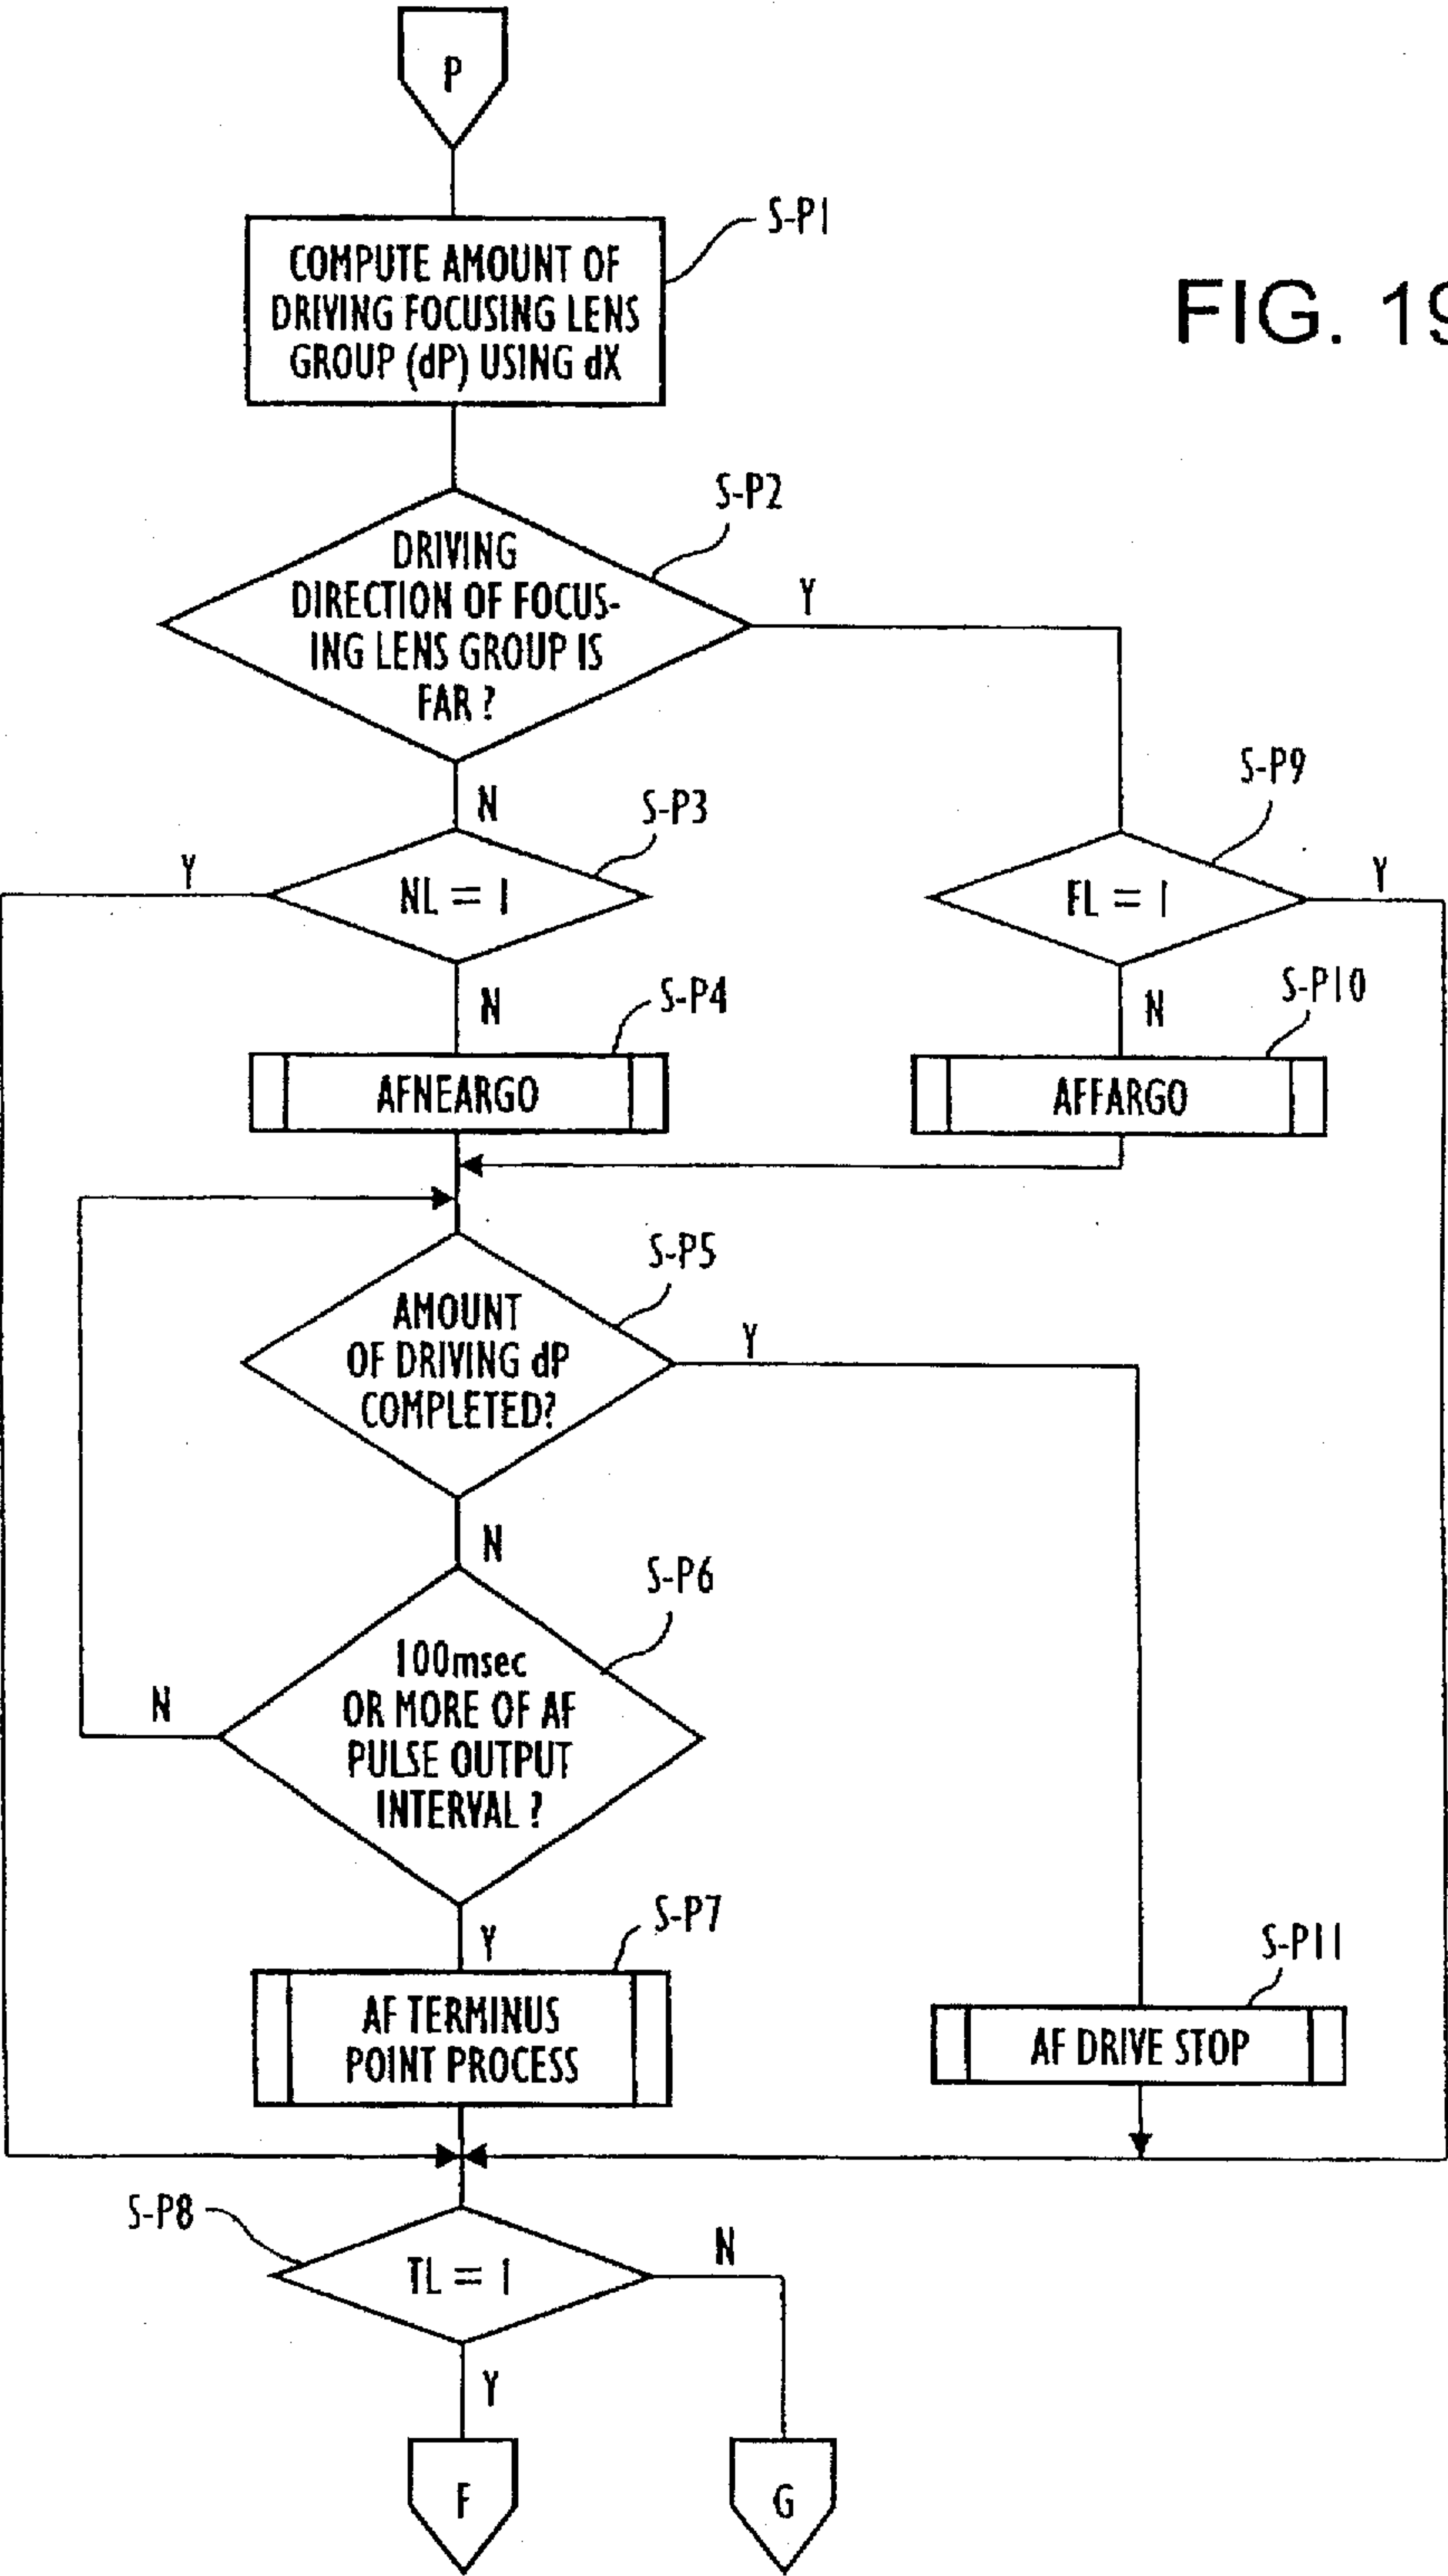 P
S-P1
COMPUTE AMOUNT OF
DRIVING FOCUSING LENS
GROUP (dP) USING dX
FIG. 19
S-P2
DRIVING
DIRECTION OF FOCUS-
ING LENS GROUP IS
FAR ?
Y
N
S-P3
Y
NL = 1
N
S-P9
FL = 1
Y
S-P4
AFNEARGO
N
S-P10
AFFARGO
S-P5
AMOUNT
OF DRIVING dP
COMPLETED?
Y
N
S-P6
100msec
OR MORE OF AF
PULSE OUTPUT
INTERVAL ?
N
Y
S-P7
AF TERMINUS
POINT PROCESS
S-P11
AF DRIVE STOP
S-P8
TL = 1
N
Y
F
G